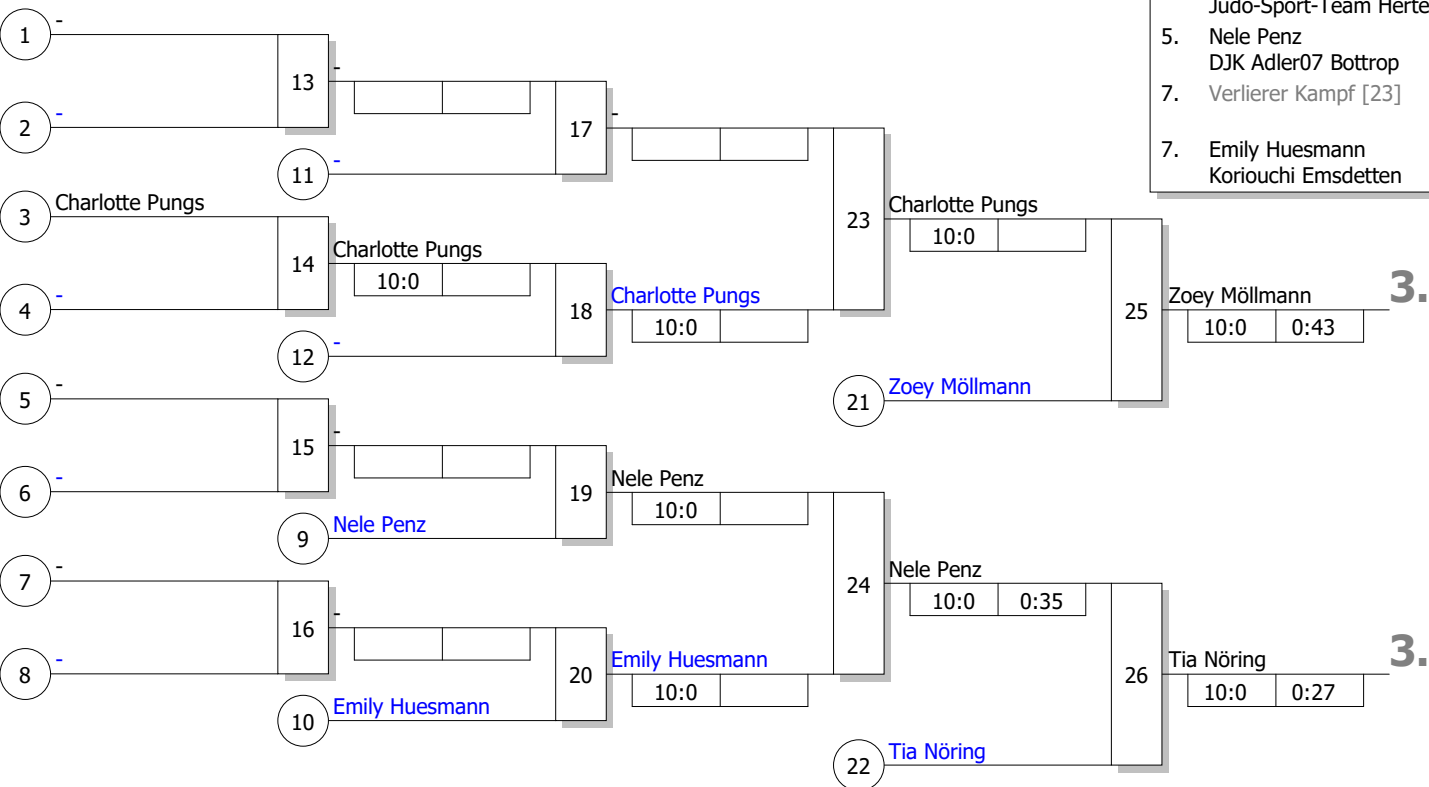 Judo-Sport-Team Herte
5. Nele Penz
DJK Adler07 Bottrop
7. Verlierer Kampf [23]
7. Emily Huesmann
Koriouchi Emsdetten
1 -
13
-
2 -
17
-
11 -
3 Charlotte Pungs
23
Charlotte Pungs
10:0
14
Charlotte Pungs
10:0
4 -
18
Charlotte Pungs
10:0
25
Zoey Möllmann 3.
10:0 0:43
12 -
5 -
21 Zoey Möllmann
15
-
6 -
19
Nele Penz
10:0
9 Nele Penz
7 -
24
Nele Penz
10:0 0:35
16
-
8 -
20
Emily Huesmann
10:0
26
Tia Nöring 3.
10:0 0:27
10 Emily Huesmann
22 Tia Nöring